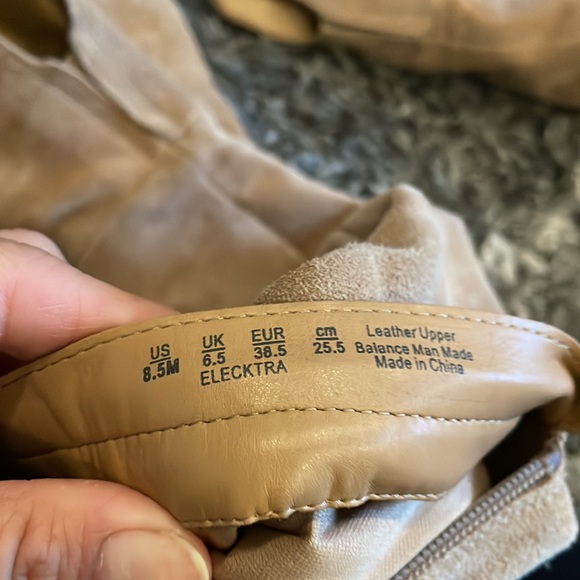 US UK EUR cm Leather Upper
8.5M 6.5 38.5 25.5 Balance Man Made
ELECKTRA Made in China